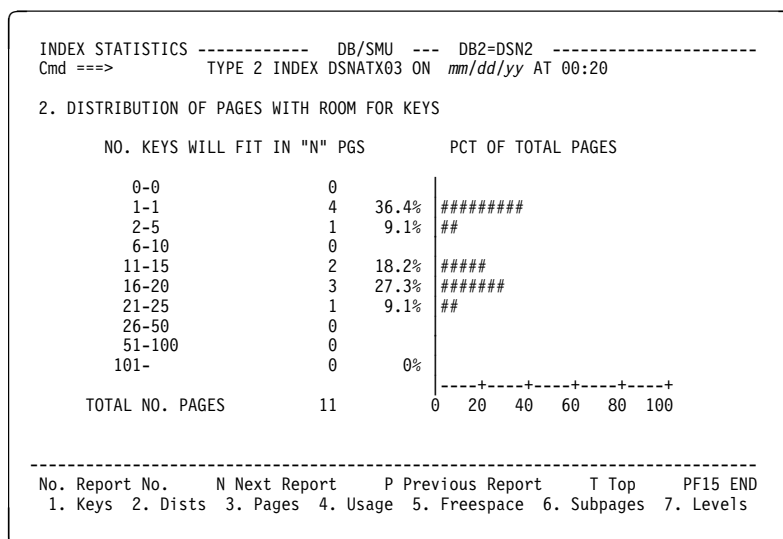 INDEX STATISTICS ------------ DB/SMU --- DB2=DSN2 ----------------------
Cmd ===> TYPE 2 INDEX DSNATX03 ON mm/dd/yy AT 00:20
2. DISTRIBUTION OF PAGES WITH ROOM FOR KEYS
NO. KEYS WILL FIT IN "N" PGS PCT OF TOTAL PAGES
0-0 0 |
1-1 4 36.4% |#########
2-5 1 9.1% |##
6-10 0 |
11-15 2 18.2% |#####
16-20 3 27.3% |#######
21-25 1 9.1% |##
26-50 0 |
51-100 0 |
101- 0 0% |
|----+----+----+----+----+
TOTAL NO. PAGES 11 0 20 40 60 80 100
-------------------------------------------------------------------------------
No. Report No. N Next Report P Previous Report T Top PF15 END
1. Keys 2. Dists 3. Pages 4. Usage 5. Freespace 6. Subpages 7. Levels